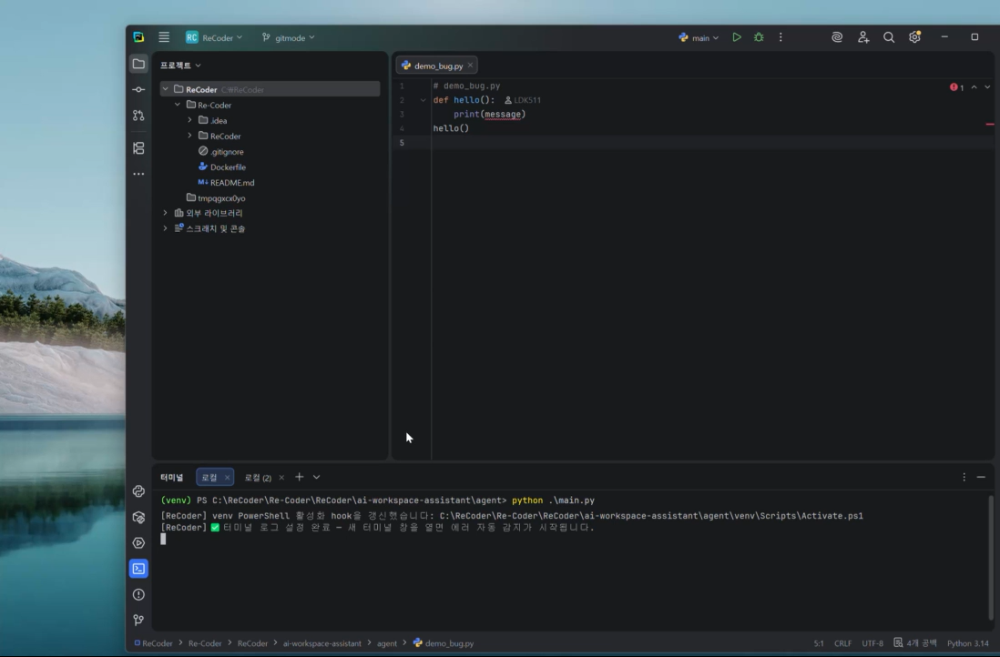 RC ReCoder gitmode main
프로젝트
demo_bug.py
ReCoder C:\ReCoder
Re-Coder
.idea
ReCoder
.gitignore
Dockerfile
M↓ README.md
tmpqgxcx0yo
외부 라이브러리
스크래치 및 콘솔
1 # demo_bug.py
2 def hello(): LDK511
3 print(message)
4 hello()
5
1
터미널 로컬 로컬 (2)
(venv) PS C:\ReCoder\Re-Coder\ReCoder\ai-workspace-assistant\agent> python .\main.py
[ReCoder] venv PowerShell 활성화 hook을 갱신했습니다: C:\ReCoder\Re-Coder\ReCoder\ai-workspace-assistant\agent\venv\Scripts\Activate.ps1
[ReCoder] ✅ 터미널 로그 설정 완료 — 새 터미널 창을 열면 에러 자동 감지가 시작됩니다.
ReCoder > Re-Coder > ReCoder > ai-workspace-assistant > agent > demo_bug.py
5:1 CRLF UTF-8 4개 공백 Python 3.14